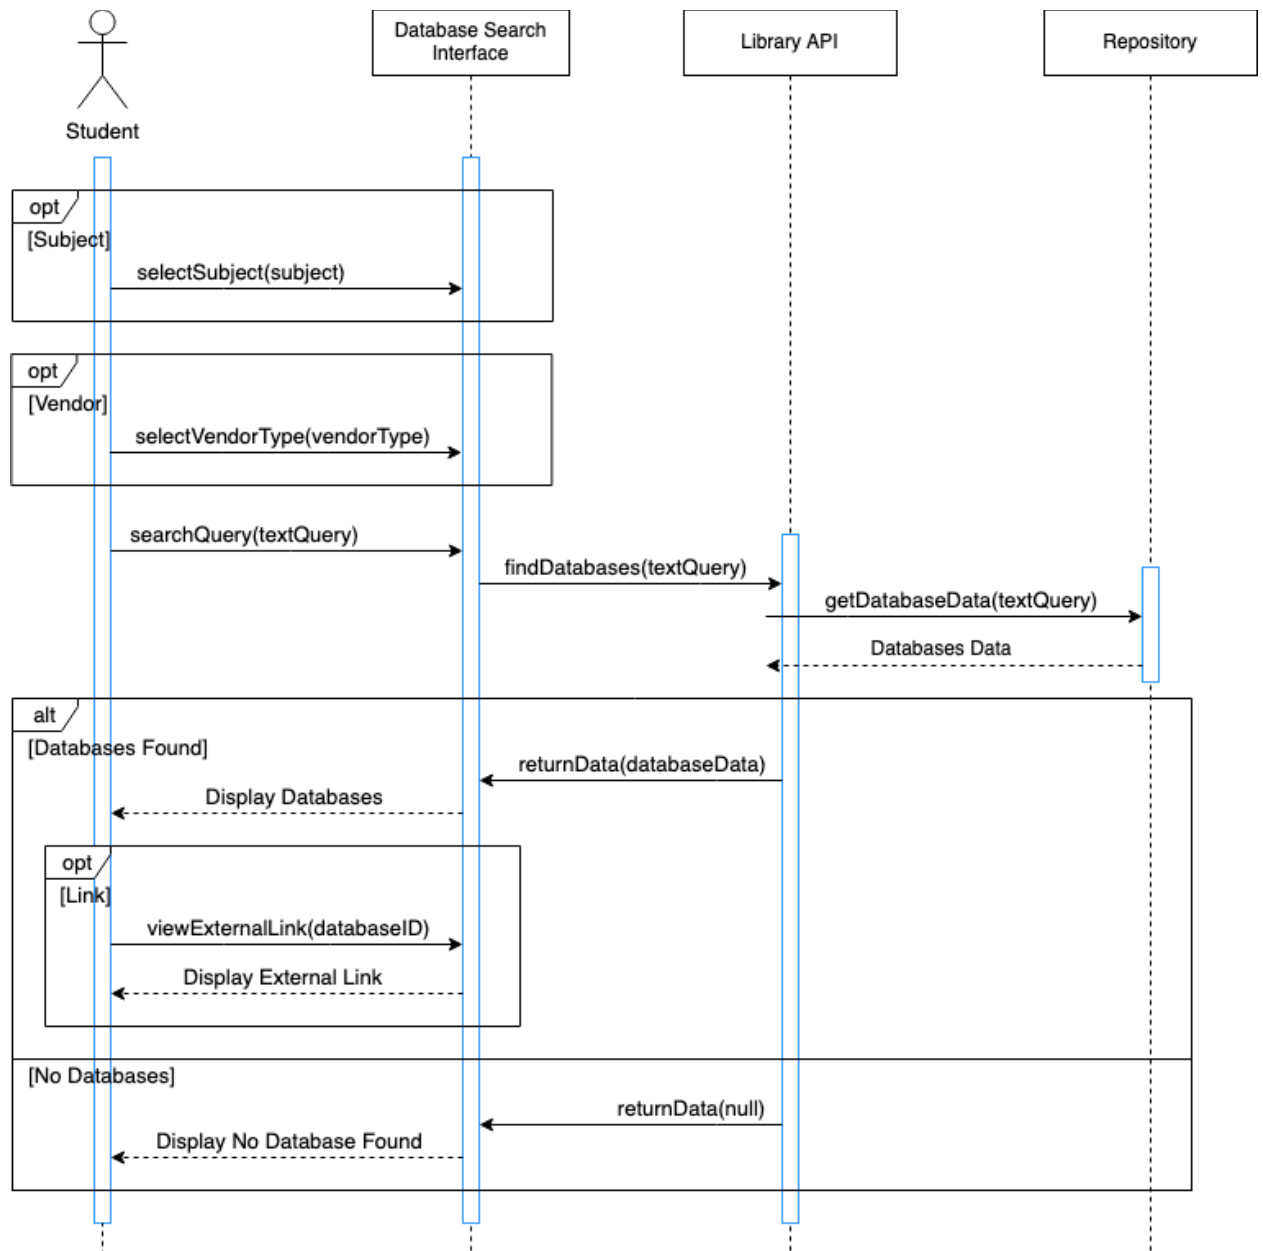 Database Search
Interface
Library API
Repository
Student
opt
[Subject]
selectSubject(subject)
opt
[Vendor]
selectVendorType(vendorType)
searchQuery(textQuery)
findDatabases(textQuery)
getDatabaseData(textQuery)
Databases Data
alt
[Databases Found]
returnData(databaseData)
Display Databases
opt
[Link]
viewExternalLink(databaseID)
Display External Link
[No Databases]
returnData(null)
Display No Database Found